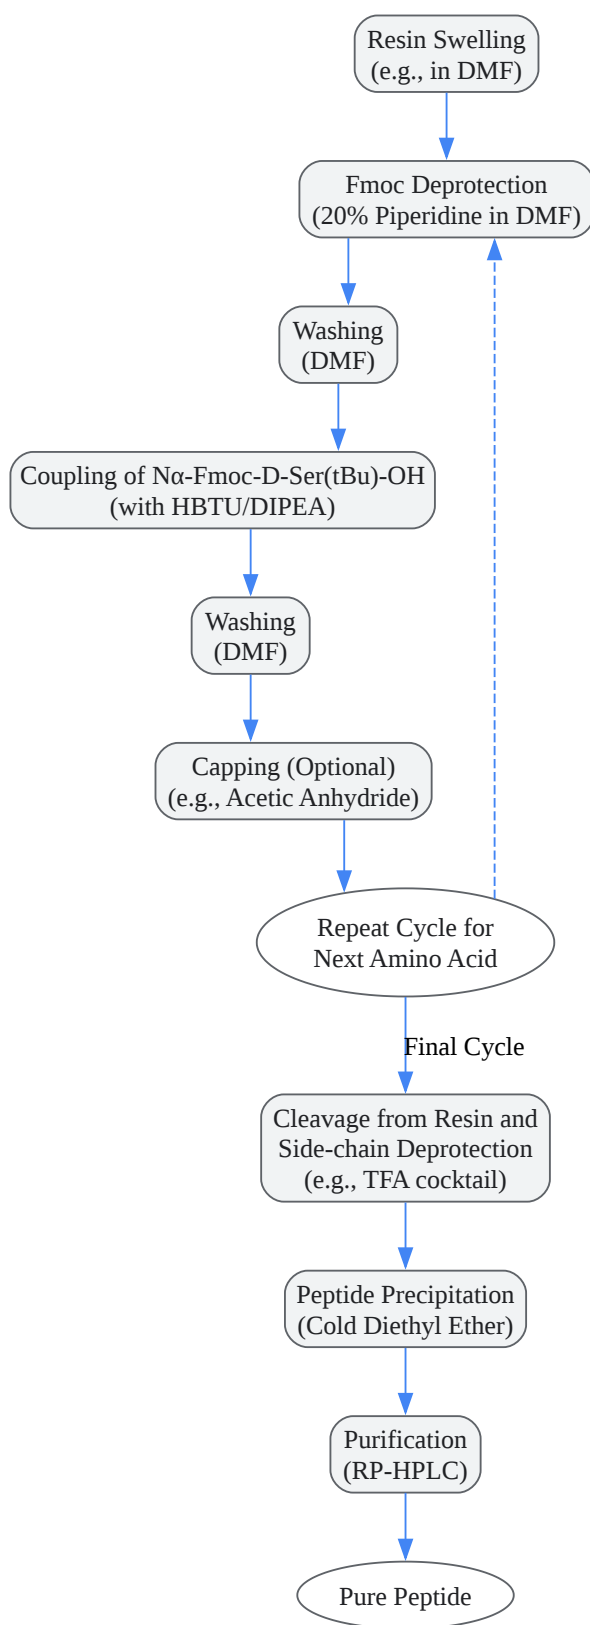 Resin Swelling
(e.g., in DMF)
Fmoc Deprotection
(20% Piperidine in DMF)
Washing
(DMF)
Coupling of Nα-Fmoc-D-Ser(tBu)-OH
(with HBTU/DIPEA)
Washing
(DMF)
Capping (Optional)
(e.g., Acetic Anhydride)
Repeat Cycle for
Next Amino Acid
Final Cycle
Cleavage from Resin and
Side-chain Deprotection
(e.g., TFA cocktail)
Peptide Precipitation
(Cold Diethyl Ether)
Purification
(RP-HPLC)
Pure Peptide